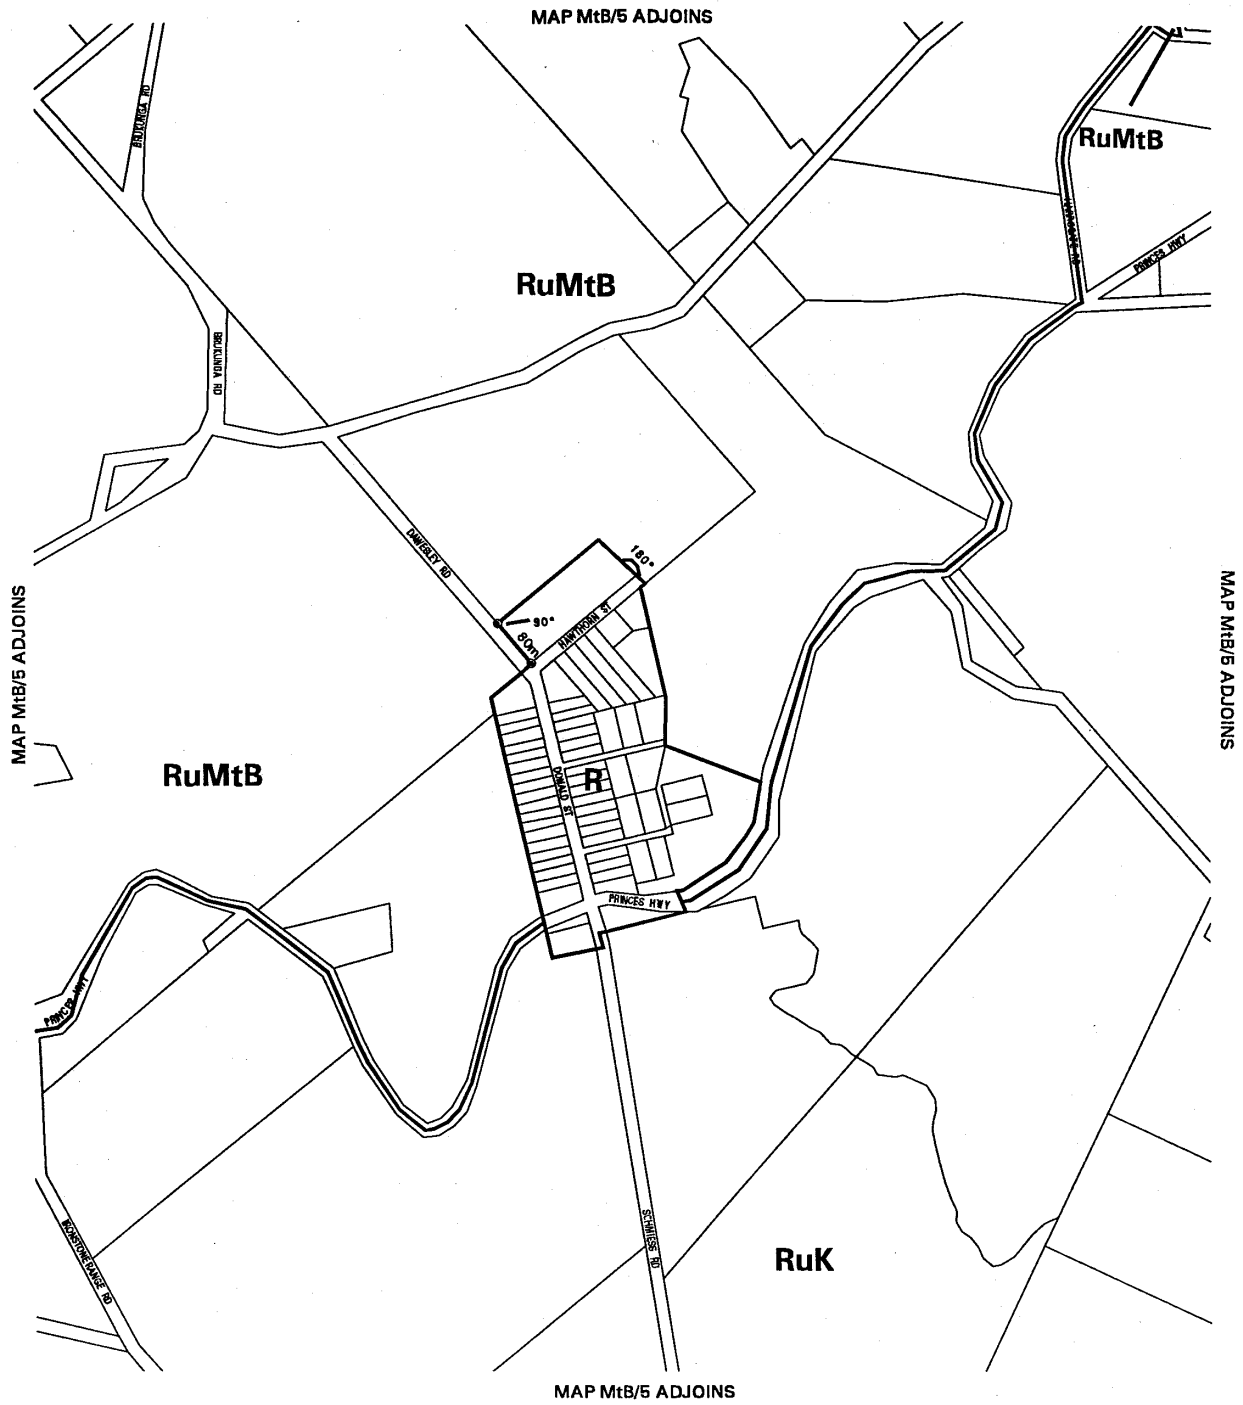 MAP MtB/5 ADJOINS
BRUKUNGA RD
RuMtB
PRINCES HWY
RuMtB
BRUKUNGA RD
DAWESLEY RD
180°
MAP MtB/5 ADJOINS
MAP MtB/5 ADJOINS
90°
HAWTHORN ST
80m
RuMtB
R
DONALD ST
PRINCES HWY
PRINCES HWY
SCHMIESS RD
IRONSTONE RANGE RD
RuK
MAP MtB/5 ADJOINS